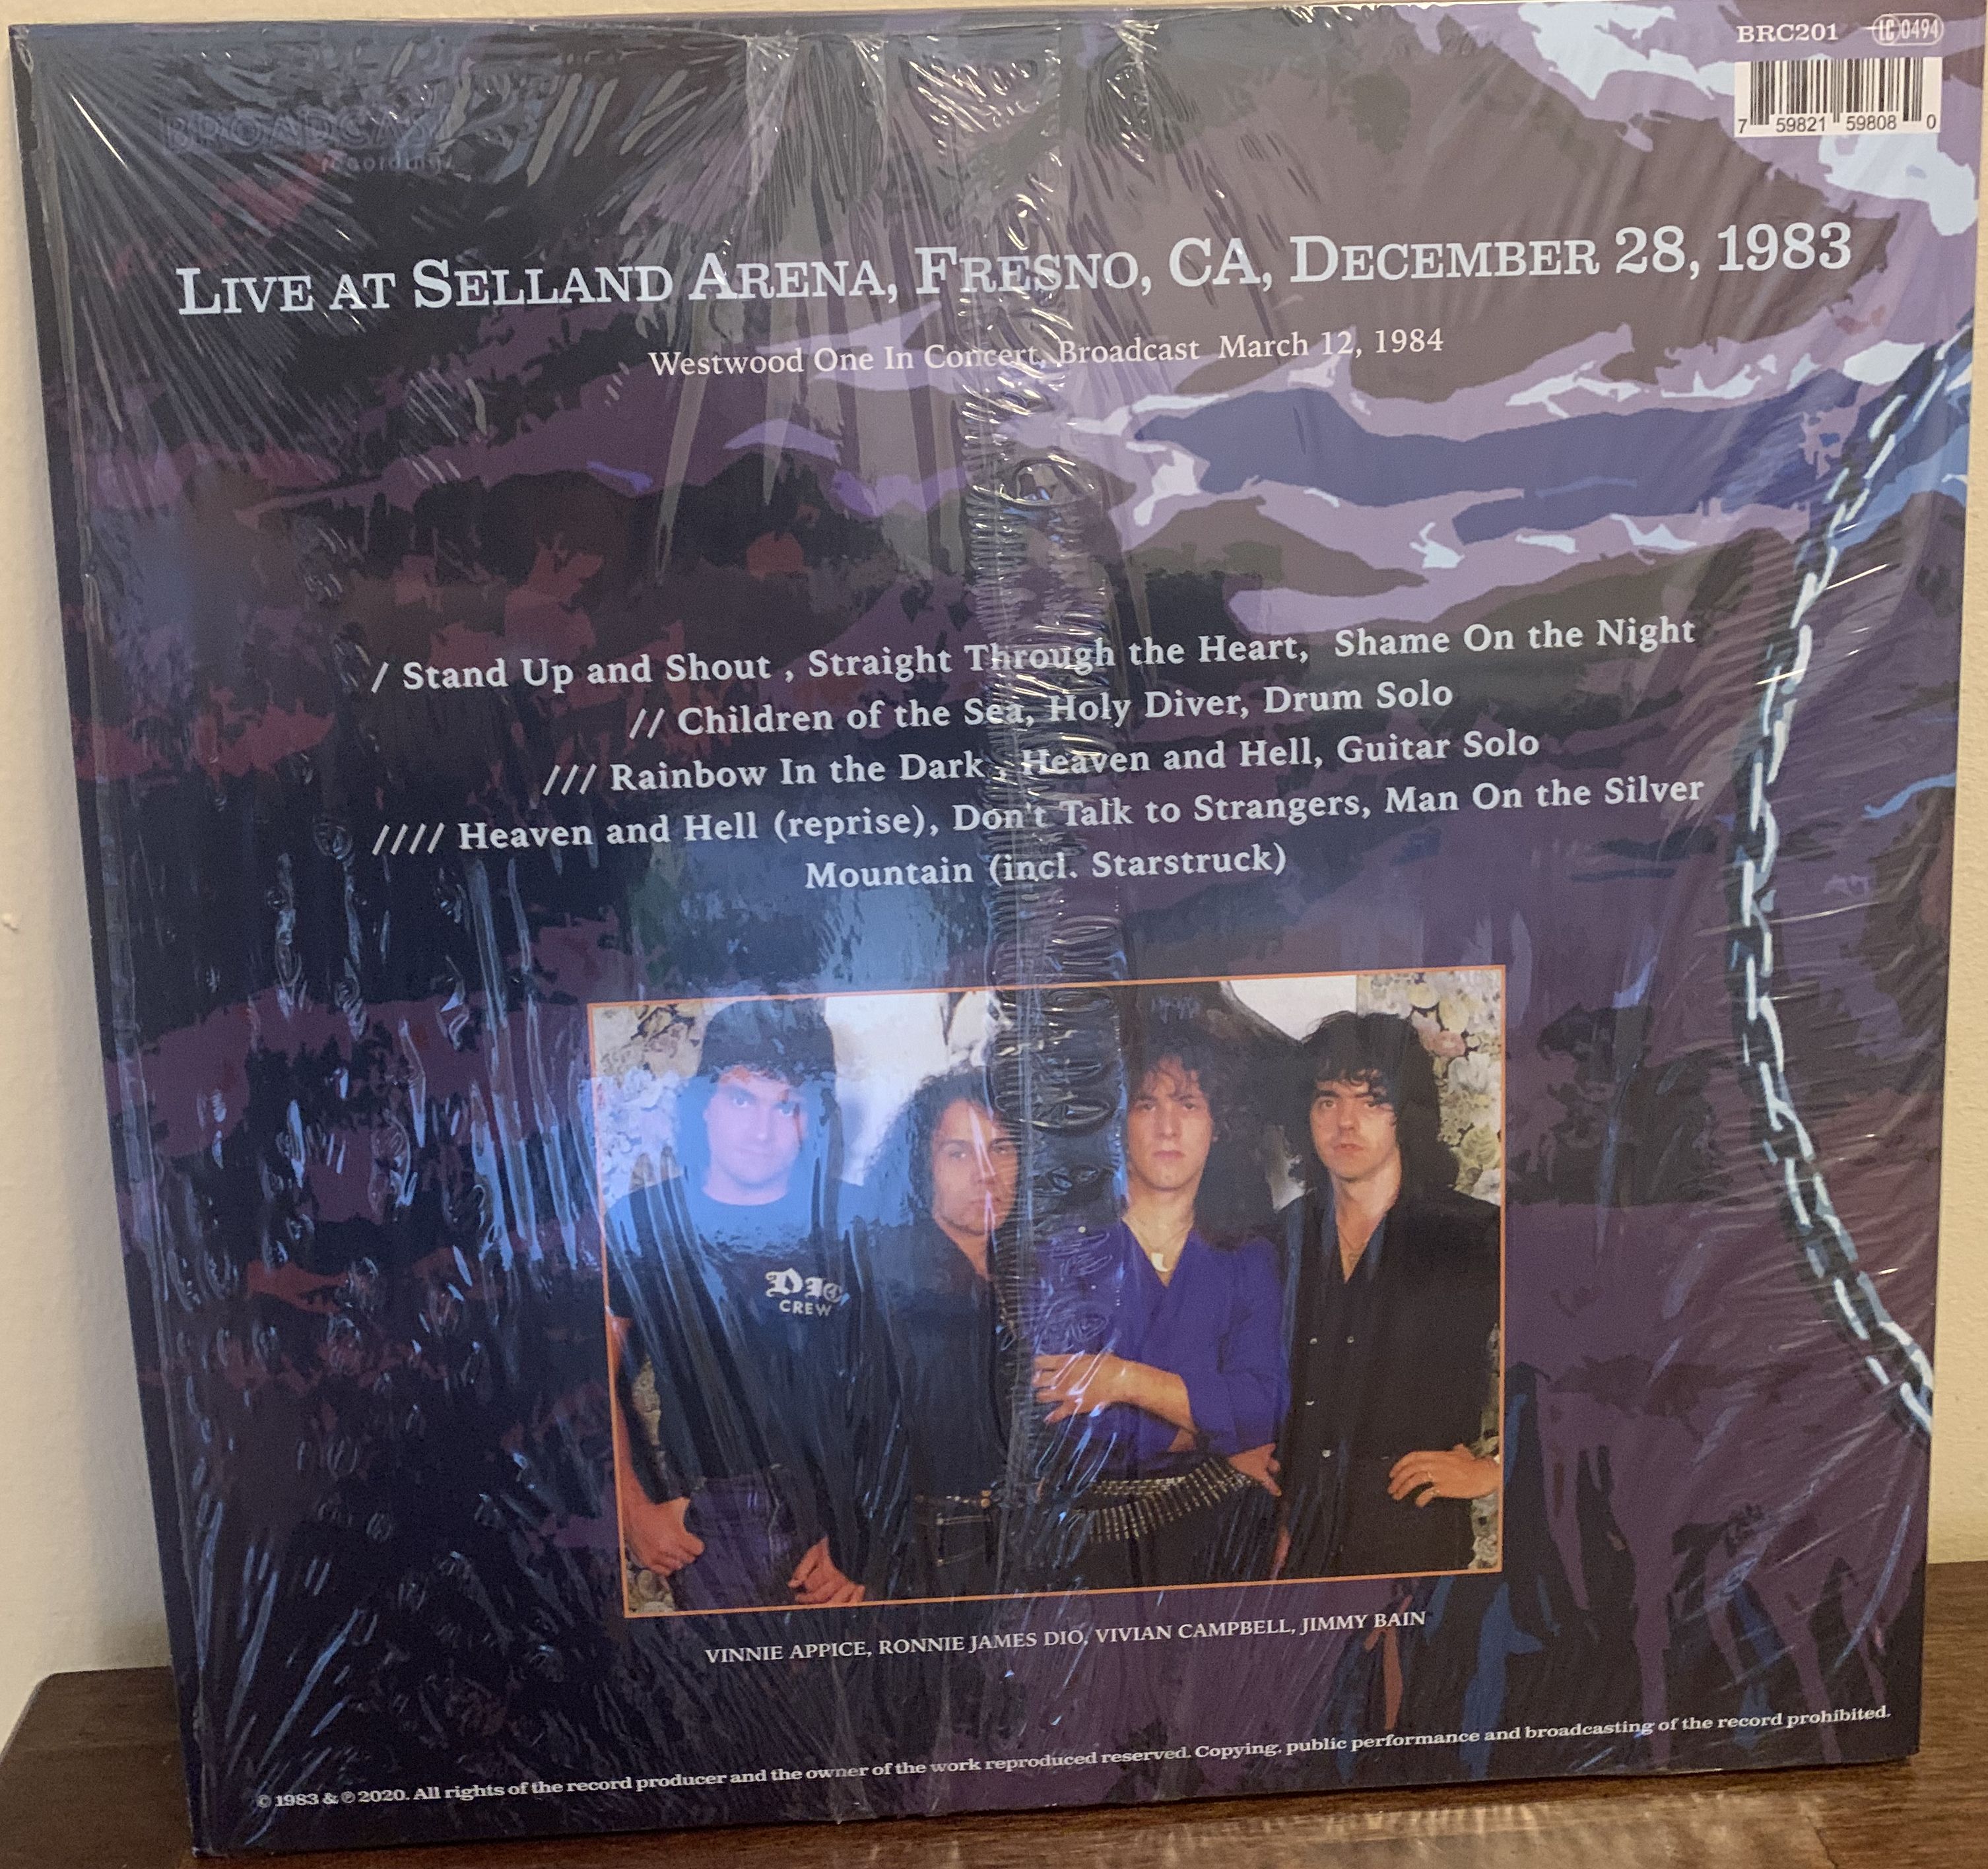 BRC201 LC 0494
7 59821 59808 0
BROADCAST
recordings
LIVE AT SELLAND ARENA, FRESNO, CA, DECEMBER 28, 1983
Westwood One In Concert, Broadcast March 12, 1984
/ Stand Up and Shout , Straight Through the Heart, Shame On the Night
// Children of the Sea, Holy Diver, Drum Solo
/// Rainbow In the Dark , Heaven and Hell, Guitar Solo
//// Heaven and Hell (reprise), Don't Talk to Strangers, Man On the Silver
Mountain (incl. Starstruck)
DIO
CREW
VINNIE APPICE, RONNIE JAMES DIO, VIVIAN CAMPBELL, JIMMY BAIN
© 1983 & ℗ 2020. All rights of the record producer and the owner of the work reproduced reserved. Copying, public performance and broadcasting of the record prohibited.